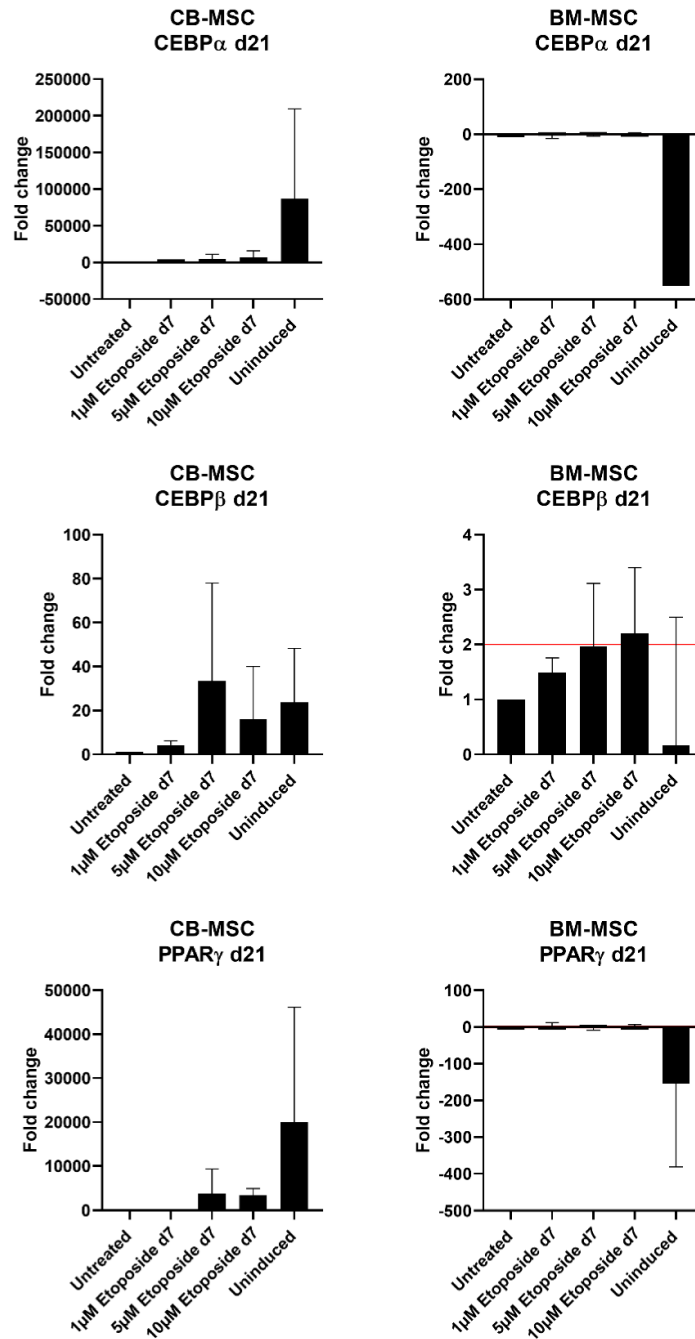 CB-MSC
CEBPα d21
250000
200000
150000
100000
50000
0
-50000
Fold change
Untreated
1µM Etoposide d7
5µM Etoposide d7
10µM Etoposide d7
Uninduced
BM-MSC
CEBPα d21
200
0
-200
-400
-600
Fold change
Untreated
1µM Etoposide d7
5µM Etoposide d7
10µM Etoposide d7
Uninduced
CB-MSC
CEBPβ d21
100
80
60
40
20
0
Fold change
Untreated
1µM Etoposide d7
5µM Etoposide d7
10µM Etoposide d7
Uninduced
BM-MSC
CEBPβ d21
4
3
2
1
0
Fold change
Untreated
1µM Etoposide d7
5µM Etoposide d7
10µM Etoposide d7
Uninduced
CB-MSC
PPARγ d21
50000
40000
30000
20000
10000
0
Fold change
Untreated
1µM Etoposide d7
5µM Etoposide d7
10µM Etoposide d7
Uninduced
BM-MSC
PPARγ d21
100
0
-100
-200
-300
-400
-500
Fold change
Untreated
1µM Etoposide d7
5µM Etoposide d7
10µM Etoposide d7
Uninduced